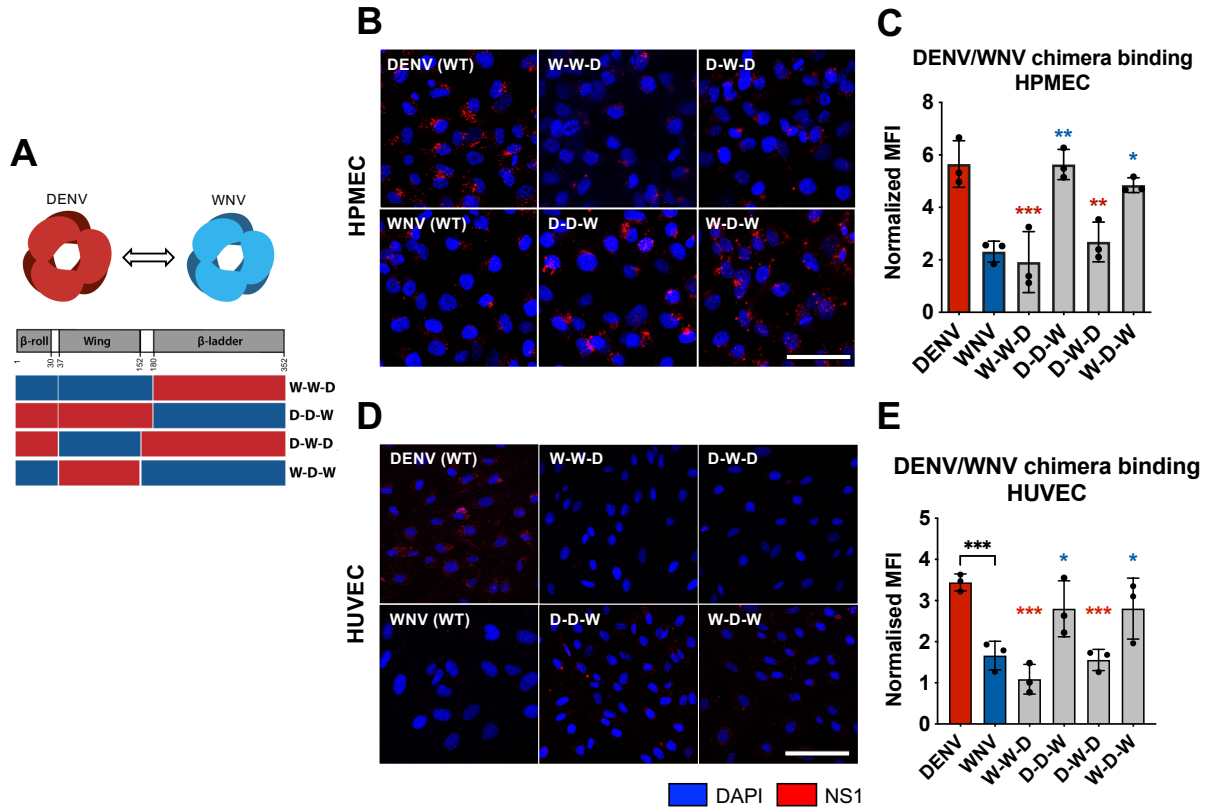 A
DENV
WNV
β-roll
Wing
β-ladder
1
30
37
152
180
352
W-W-D
D-D-W
D-W-D
W-D-W
B
HPMEC
DENV (WT)
W-W-D
D-W-D
WNV (WT)
D-D-W
W-D-W
C
DENV/WNV chimera binding
HPMEC
Normalized MFI
8
6
4
2
0
***
**
**
*
DENV
WNV
W-W-D
D-D-W
D-W-D
W-D-W
D
HUVEC
DENV (WT)
W-W-D
D-W-D
WNV (WT)
D-D-W
W-D-W
DAPI
NS1
E
DENV/WNV chimera binding
HUVEC
Normalised MFI
5
4
3
2
1
0
***
***
*
***
*
DENV
WNV
W-W-D
D-D-W
D-W-D
W-D-W